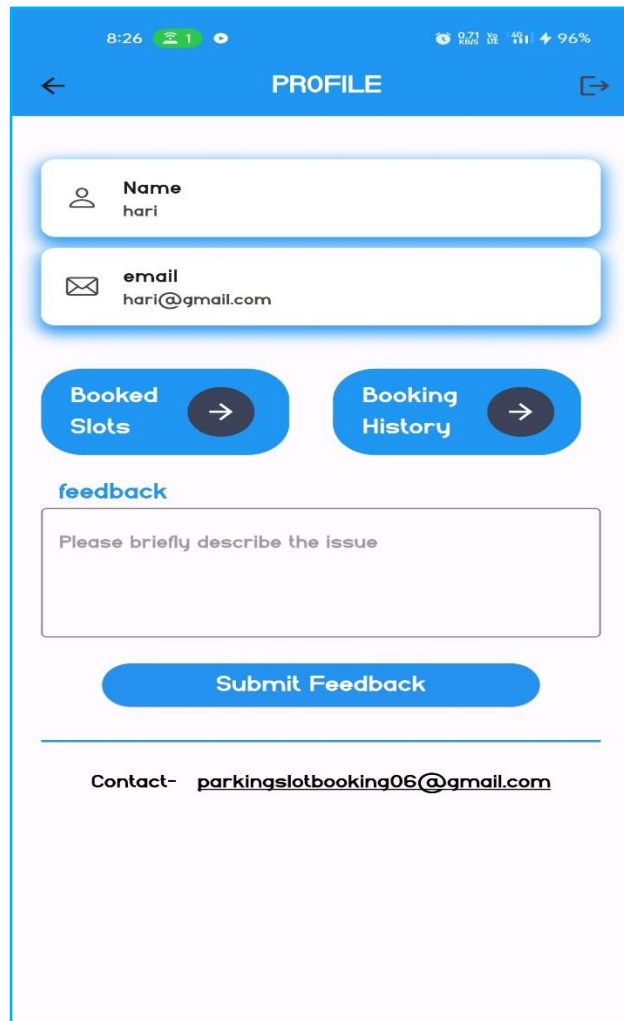 8:26 1 0.71 KB/S Vo LTE 4G 96%
PROFILE
Name
hari
email
hari@gmail.com
Booked
Slots
Booking
History
feedback
Please briefly describe the issue
Submit Feedback
Contact- parkingslotbooking06@gmail.com